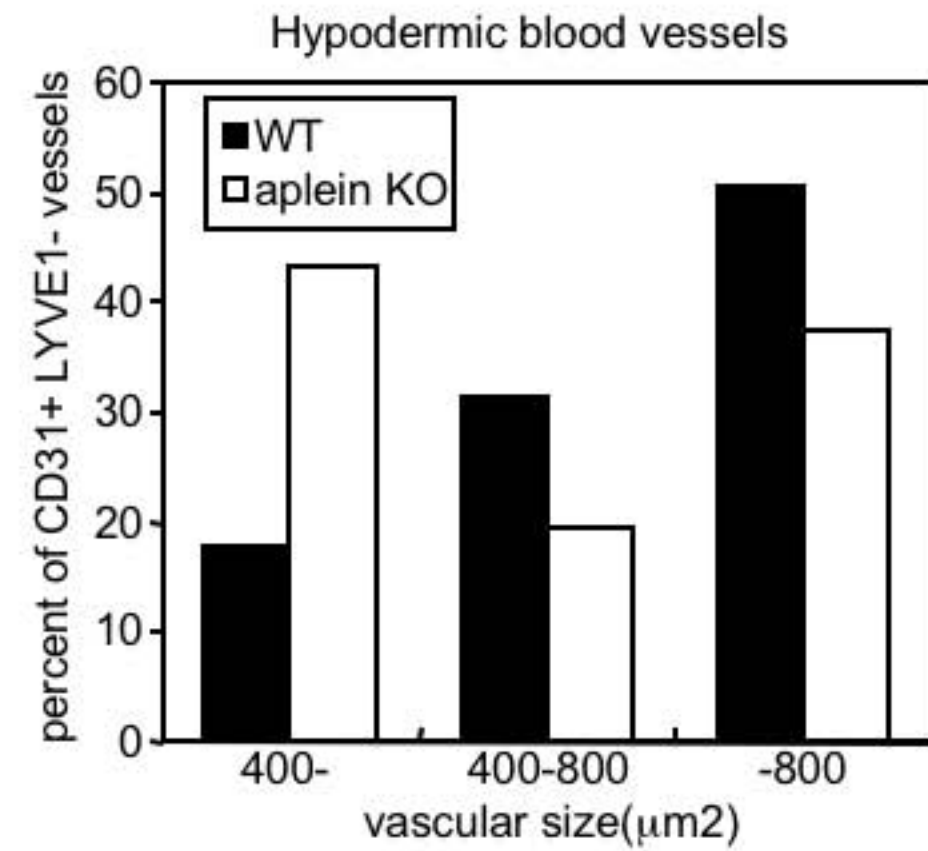 Hypodermic blood vessels
percent of CD31+ LYVE1- vessels
60
50
40
30
20
10
0
WT
aplein KO
400-
400-800
-800
vascular size(μm2)